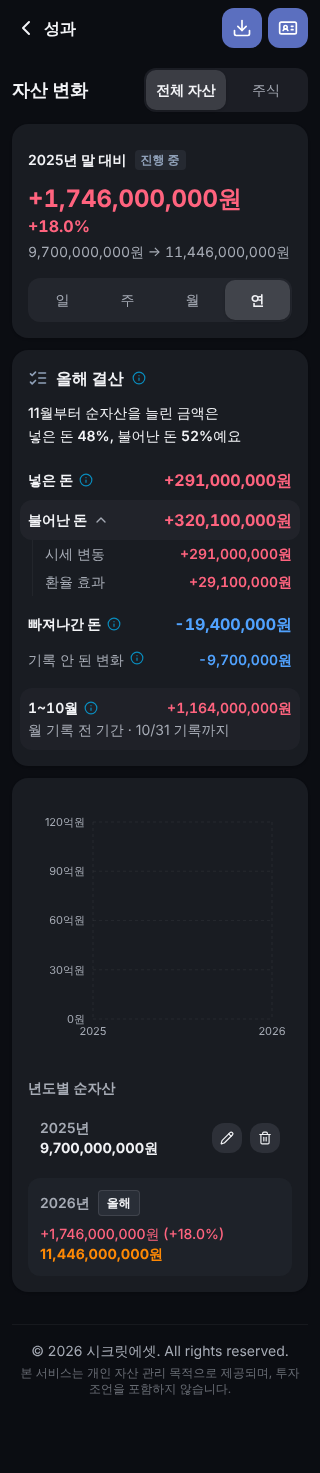 성과
자산 변화
전체 자산
주식
2025년 말 대비 진행 중
+1,746,000,000원
+18.0%
9,700,000,000원 → 11,446,000,000원
일 주 월 연
올해 결산
11월부터 순자산을 늘린 금액은
넣은 돈 48%, 불어난 돈 52%예요
넣은 돈 +291,000,000원
불어난 돈 +320,100,000원
시세 변동 +291,000,000원
환율 효과 +29,100,000원
빠져나간 돈 -19,400,000원
기록 안 된 변화 -9,700,000원
1~10월 +1,164,000,000원
월 기록 전 기간 · 10/31 기록까지
120억원
90억원
60억원
30억원
0원
2025 2026
년도별 순자산
2025년
9,700,000,000원
2026년 올해
+1,746,000,000원 (+18.0%)
11,446,000,000원
© 2026 시크릿에셋. All rights reserved.
본 서비스는 개인 자산 관리 목적으로 제공되며, 투자
조언을 포함하지 않습니다.